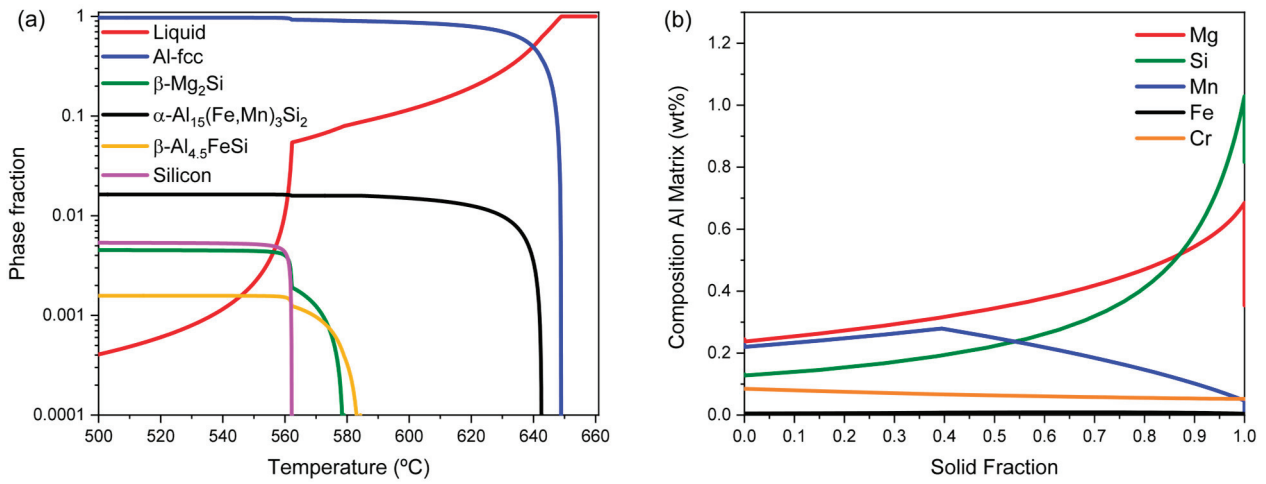 (a)
Liquid
Al-fcc
β-Mg2Si
α-Al15(Fe,Mn)3Si2
β-Al4.5FeSi
Silicon
1
0.1
0.01
0.001
0.0001
Phase fraction
500 520 540 560 580 600 620 640 660
Temperature (ºC)
(b)
Mg
Si
Mn
Fe
Cr
1.2
1.0
0.8
0.6
0.4
0.2
0.0
Composition Al Matrix (wt%)
0.0 0.1 0.2 0.3 0.4 0.5 0.6 0.7 0.8 0.9 1.0
Solid Fraction